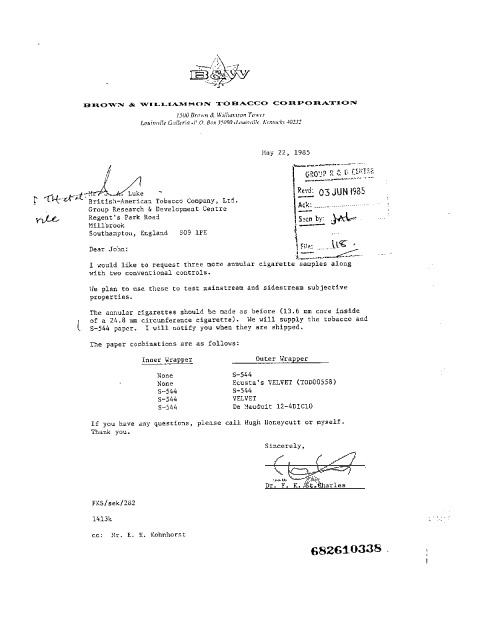 B&W
BROWN & WILLIAMSON TOBACCO CORPORATION
1500 Brown & Williamson Tower
Louisville Galleria · P.O. Box 35090 · Louisville, Kentucky 40232
May 22, 1985
GROUP R & D CENTRE
Recd: 03 JUN 1985
Ack:
Seen by: JAL
File: 118.
Luke
British-American Tobacco Company, Ltd.
Group Research & Development Centre
Regent's Park Road
Millbrook
Southampton, England SO9 1PE
Dear John:
I would like to request three more annular cigarette samples along
with two conventional controls.
We plan to use these to test mainstream and sidestream subjective
properties.
The annular cigarettes should be made as before (13.6 mm core inside
of a 24.8 mm circumference cigarette). We will supply the tobacco and
S-544 paper. I will notify you when they are shipped.
The paper combinations are as follows:
Inner Wrapper Outer Wrapper
None S-544
None Ecusta's VELVET (TOD00558)
S-544 S-544
S-544 VELVET
S-544 De Mauduit 12-4DIC10
If you have any questions, please call Hugh Honeycutt or myself.
Thank you.
Sincerely,
Dr. F. K. St.Charles
FKS/sek/282
1413k
cc: Mr. E. E. Kohnhorst
682610338